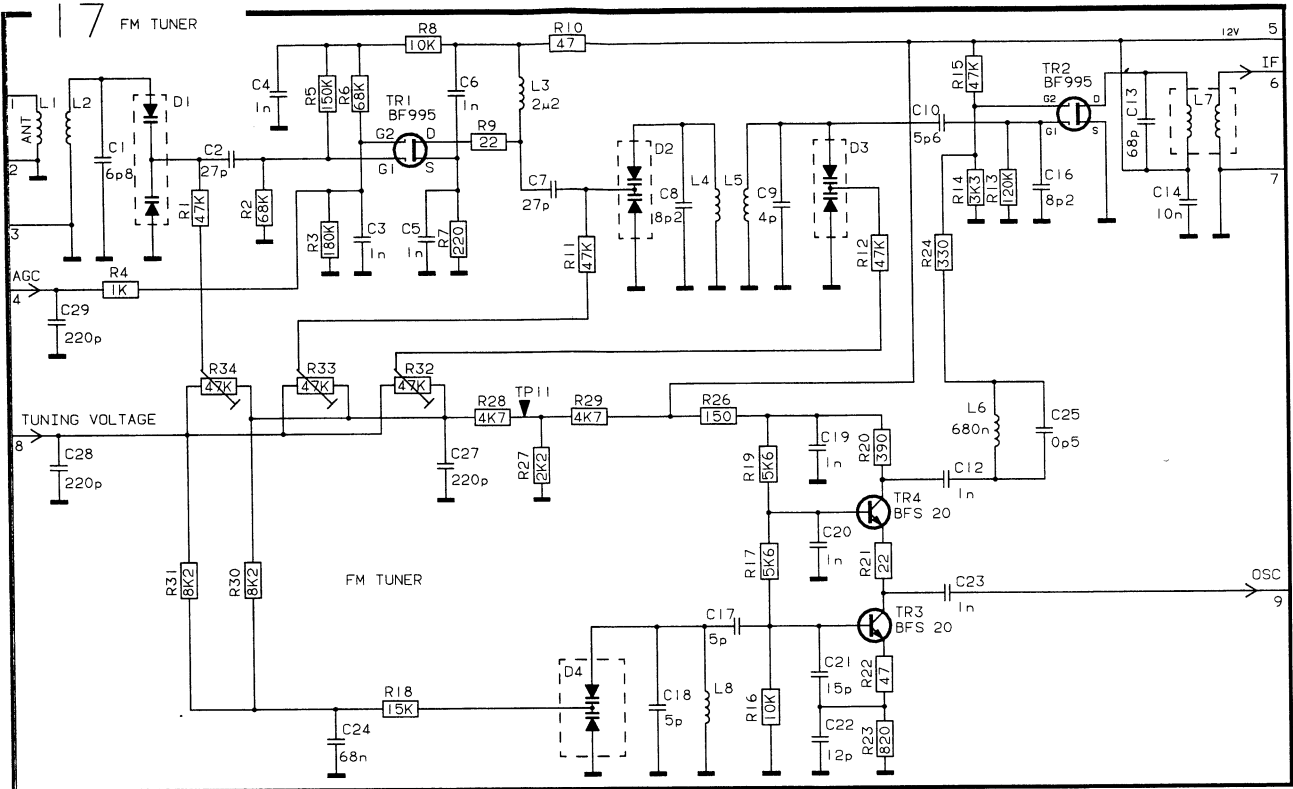 17 FM TUNER
12V 5
IF
6
7
OSC
9
1
ANT
2
3
AGC
4
TUNING VOLTAGE
8
L1
L2
C1
6p8
D1
C2
27p
R1
47K
R2
68K
C4
1n
R5
150K
R6
68K
R8
10K
C6
1n
R10
47
L3
2µ2
TR1
BF995
G2 D
G1 S
R9
22
R3
180K
C3
1n
C5
1n
R7
220
C7
27p
R11
47K
D2
C8
8p2
L4
L5
C9
4p
D3
R12
47K
C10
5p6
R15
47K
TR2
BF995
G2 D
G1 S
C13
68p
L7
R14
3K3
R13
120K
C16
8p2
C14
10n
R24
330
R4
1K
C29
220p
R34
47K
R33
47K
R32
47K
R28
4K7
TP11
R29
4K7
R26
150
C28
220p
C27
220p
R27
2K2
R19
5K6
C19
1n
R20
390
L6
680n
C25
0p5
C12
1n
TR4
BFS 20
C20
1n
R17
5K6
R21
22
C23
1n
R31
8K2
R30
8K2
FM TUNER
TR3
BFS 20
C17
5p
D4
C18
5p
L8
R16
10K
C21
15p
R22
47
C22
12p
R23
820
R18
15K
C24
68n